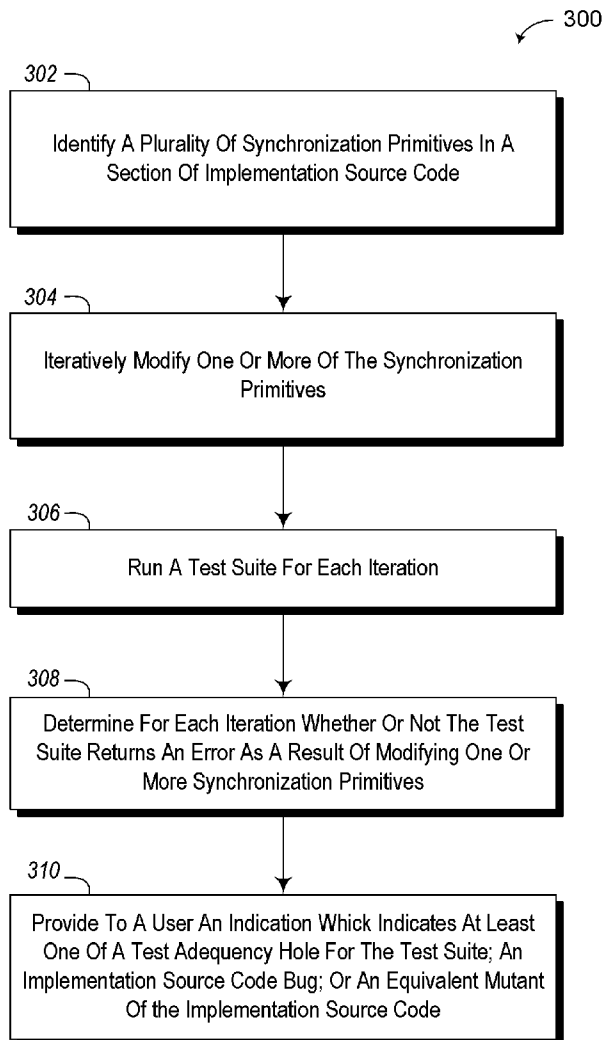 300
302
Identify A Plurality Of Synchronization Primitives In A
Section Of Implementation Source Code
304
Iteratively Modify One Or More Of The Synchronization
Primitives
306
Run A Test Suite For Each Iteration
308
Determine For Each Iteration Whether Or Not The Test
Suite Returns An Error As A Result Of Modifying One Or
More Synchronization Primitives
310
Provide To A User An Indication Whick Indicates At Least
One Of A Test Adequency Hole For The Test Suite; An
Implementation Source Code Bug; Or An Equivalent Mutant
Of the Implementation Source Code